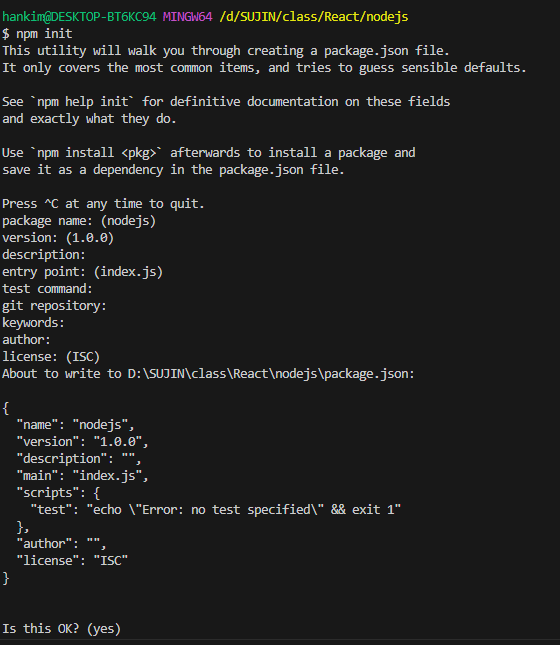 hankim@DESKTOP-BT6KC94 MINGW64 /d/SUJIN/class/React/nodejs
$ npm init
This utility will walk you through creating a package.json file.
It only covers the most common items, and tries to guess sensible defaults.

See `npm help init` for definitive documentation on these fields
and exactly what they do.

Use `npm install <pkg>` afterwards to install a package and
save it as a dependency in the package.json file.

Press ^C at any time to quit.
package name: (nodejs)
version: (1.0.0)
description:
entry point: (index.js)
test command:
git repository:
keywords:
author:
license: (ISC)
About to write to D:\SUJIN\class\React\nodejs\package.json:

{
  "name": "nodejs",
  "version": "1.0.0",
  "description": "",
  "main": "index.js",
  "scripts": {
    "test": "echo \"Error: no test specified\" && exit 1"
  },
  "author": "",
  "license": "ISC"
}

Is this OK? (yes)